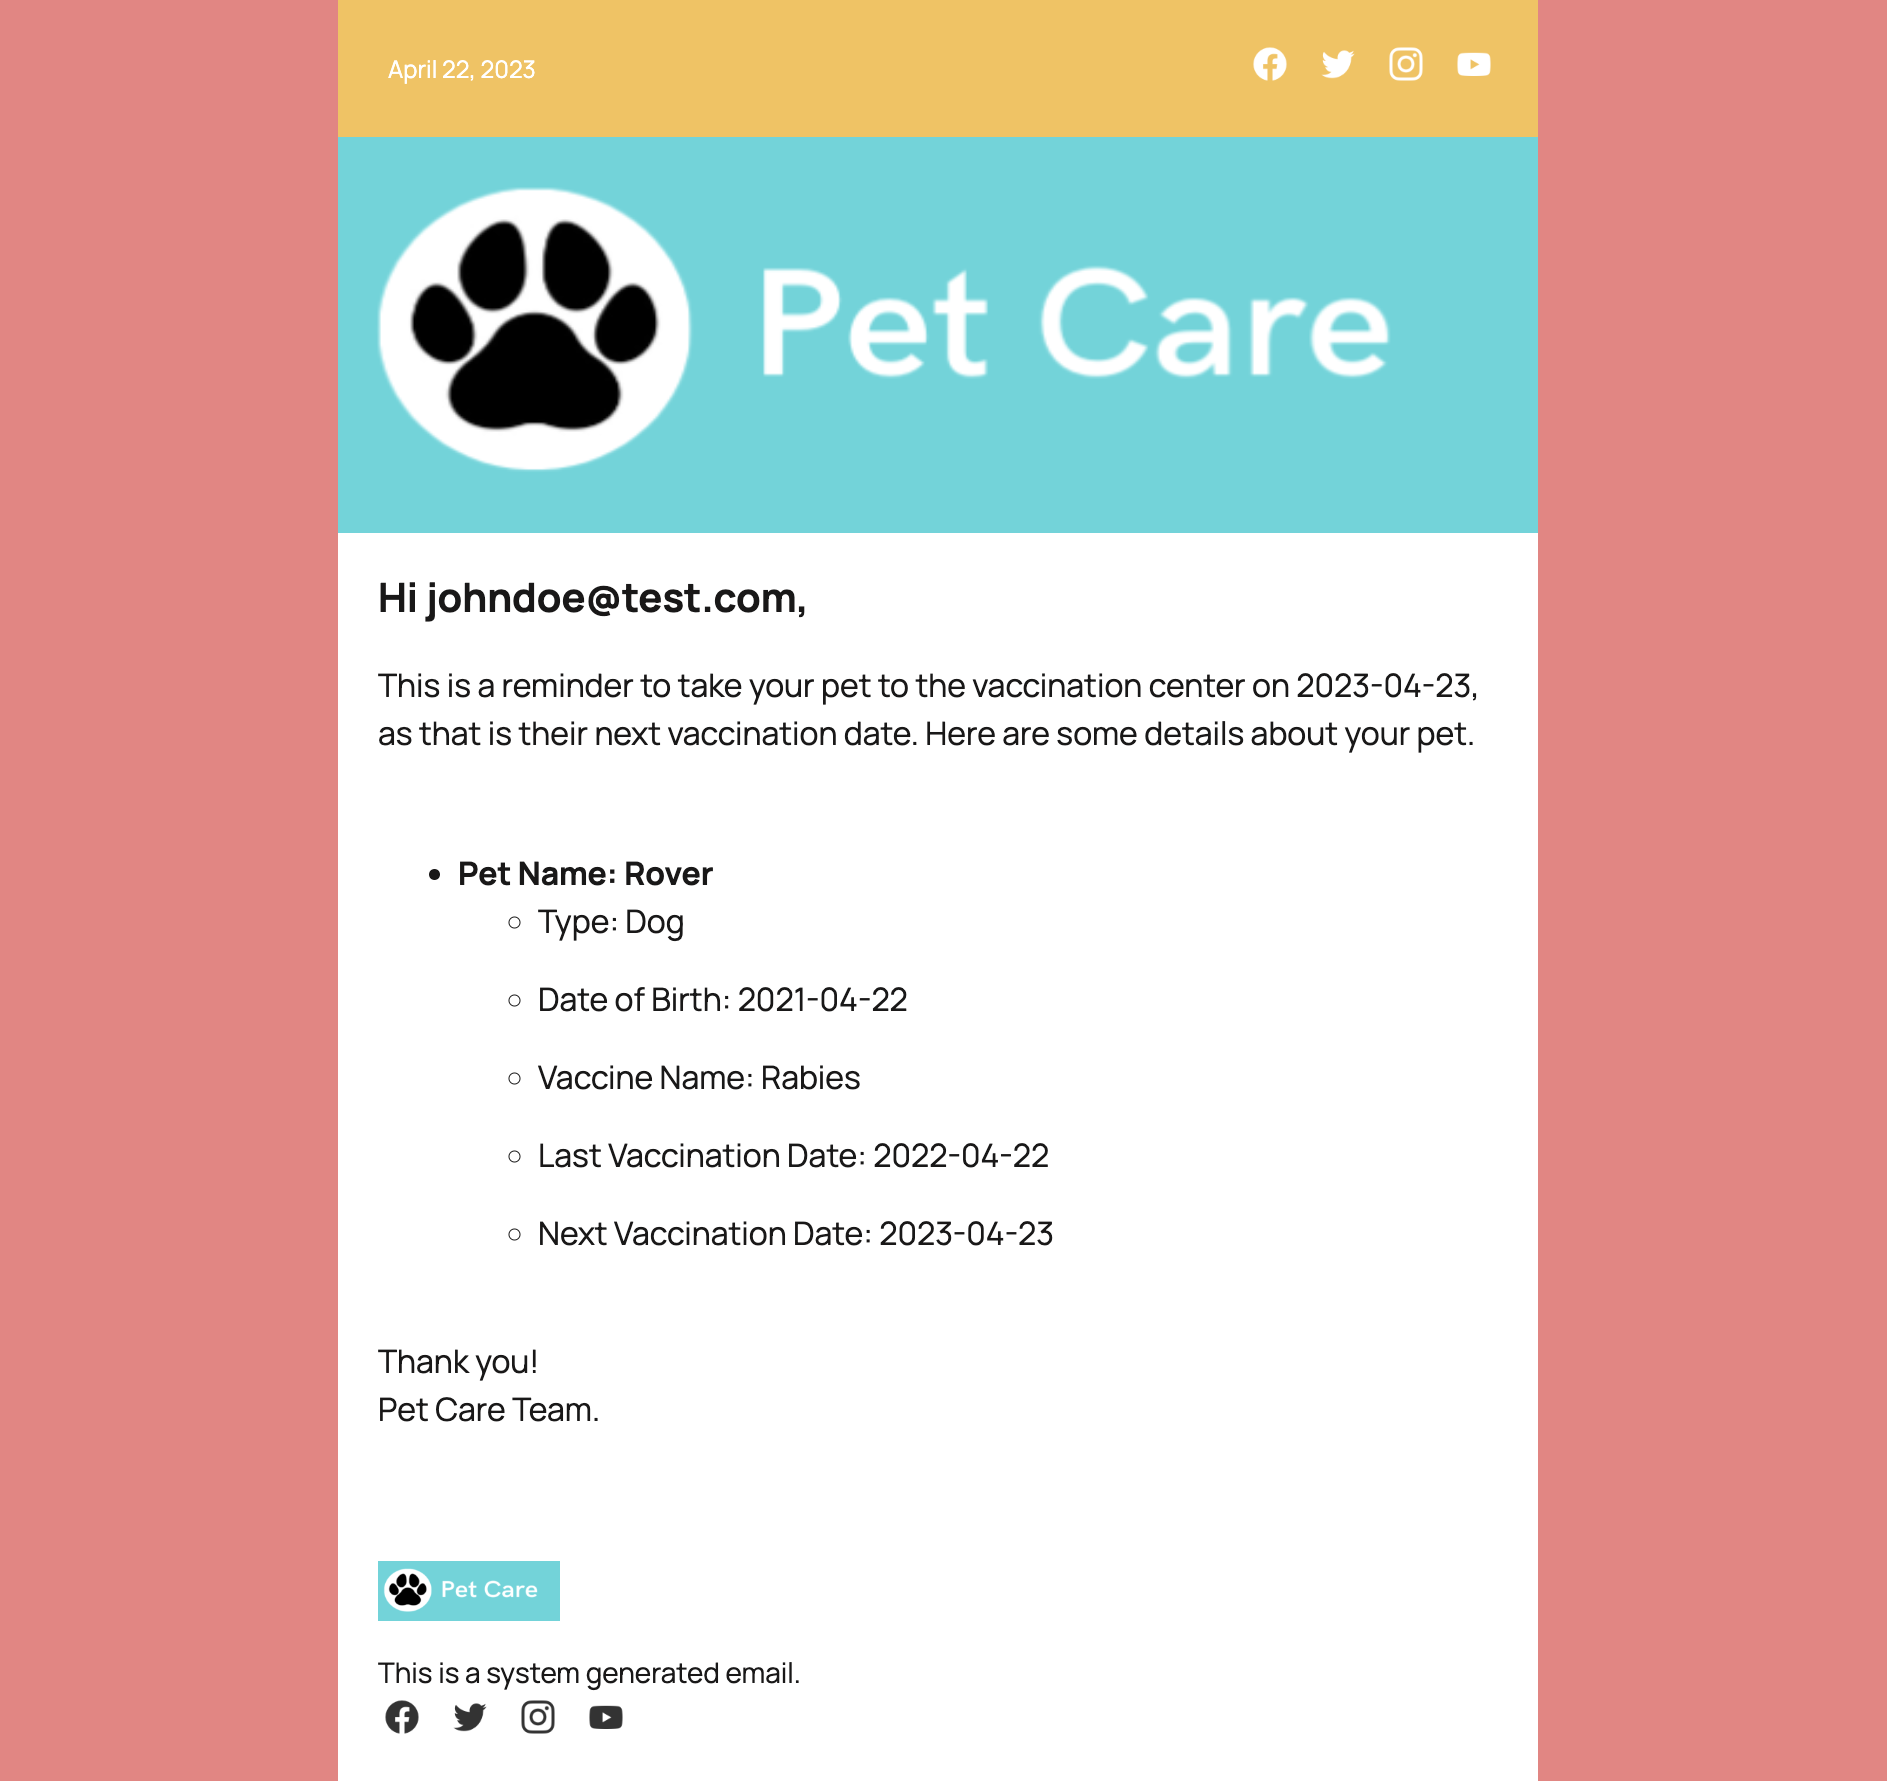 April 22, 2023
Pet Care
Hi johndoe@test.com,
This is a reminder to take your pet to the vaccination center on 2023-04-23,
as that is their next vaccination date. Here are some details about your pet.
Pet Name: Rover
Type: Dog
Date of Birth: 2021-04-22
Vaccine Name: Rabies
Last Vaccination Date: 2022-04-22
Next Vaccination Date: 2023-04-23
Thank you!
Pet Care Team.
Pet Care
This is a system generated email.